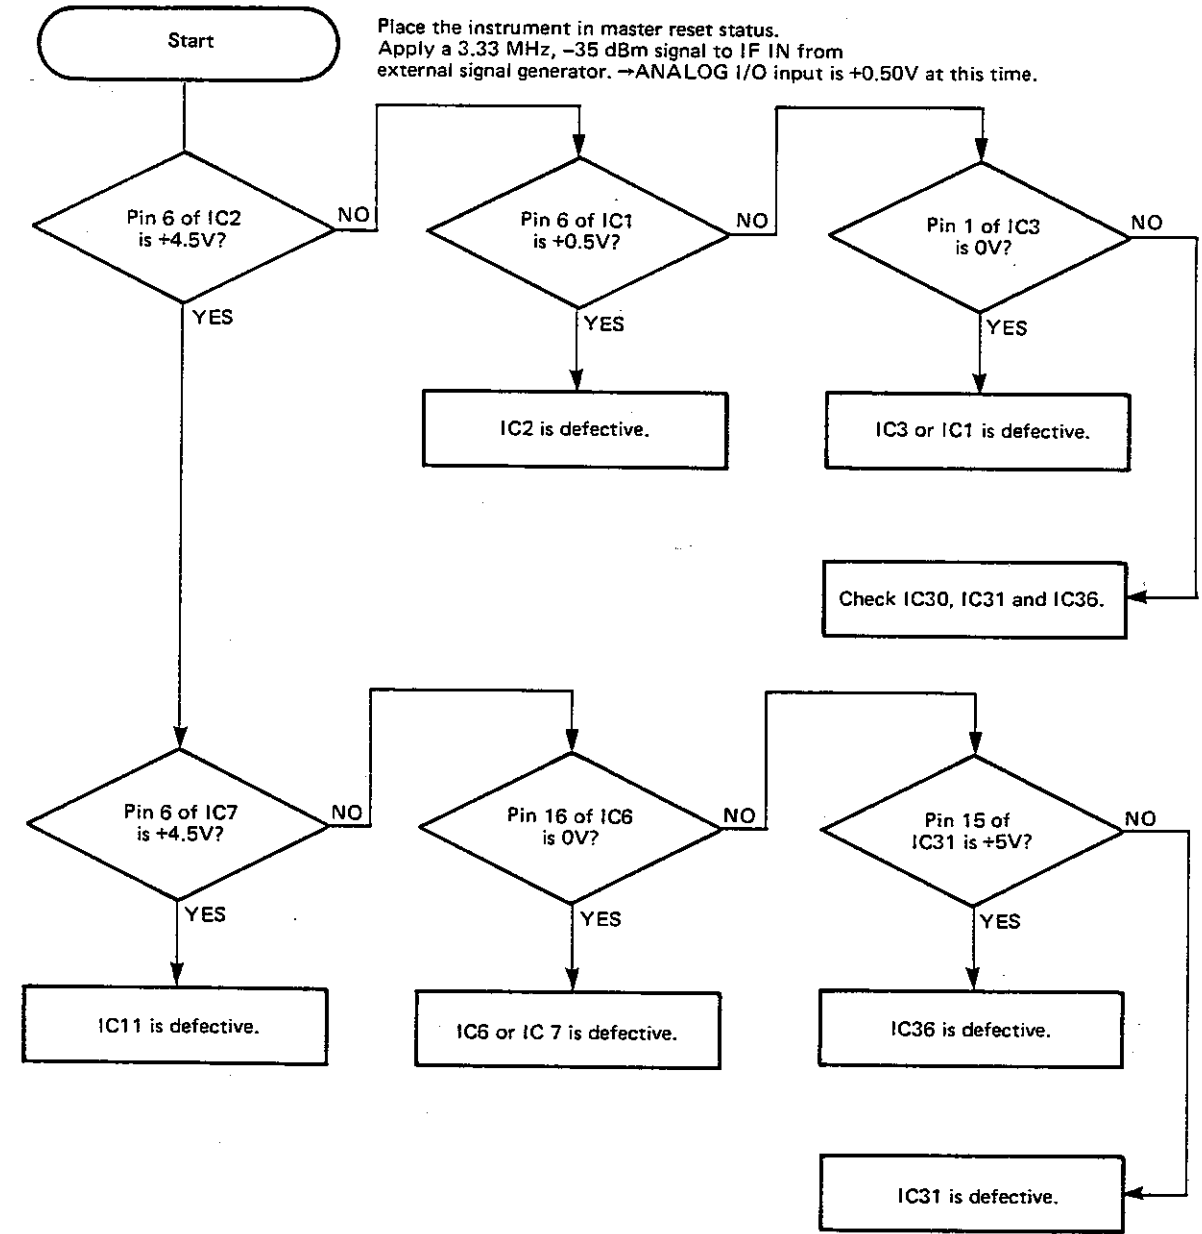 Start
Place the instrument in master reset status.
Apply a 3.33 MHz, –35 dBm signal to IF IN from
external signal generator. →ANALOG I/O input is +0.50V at this time.
Pin 6 of IC2
is +4.5V?
NO
YES
Pin 6 of IC1
is +0.5V?
NO
YES
Pin 1 of IC3
is 0V?
NO
YES
IC2 is defective.
IC3 or IC1 is defective.
Check IC30, IC31 and IC36.
Pin 6 of IC7
is +4.5V?
NO
YES
Pin 16 of IC6
is 0V?
NO
YES
Pin 15 of
IC31 is +5V?
NO
YES
IC11 is defective.
IC6 or IC 7 is defective.
IC36 is defective.
IC31 is defective.